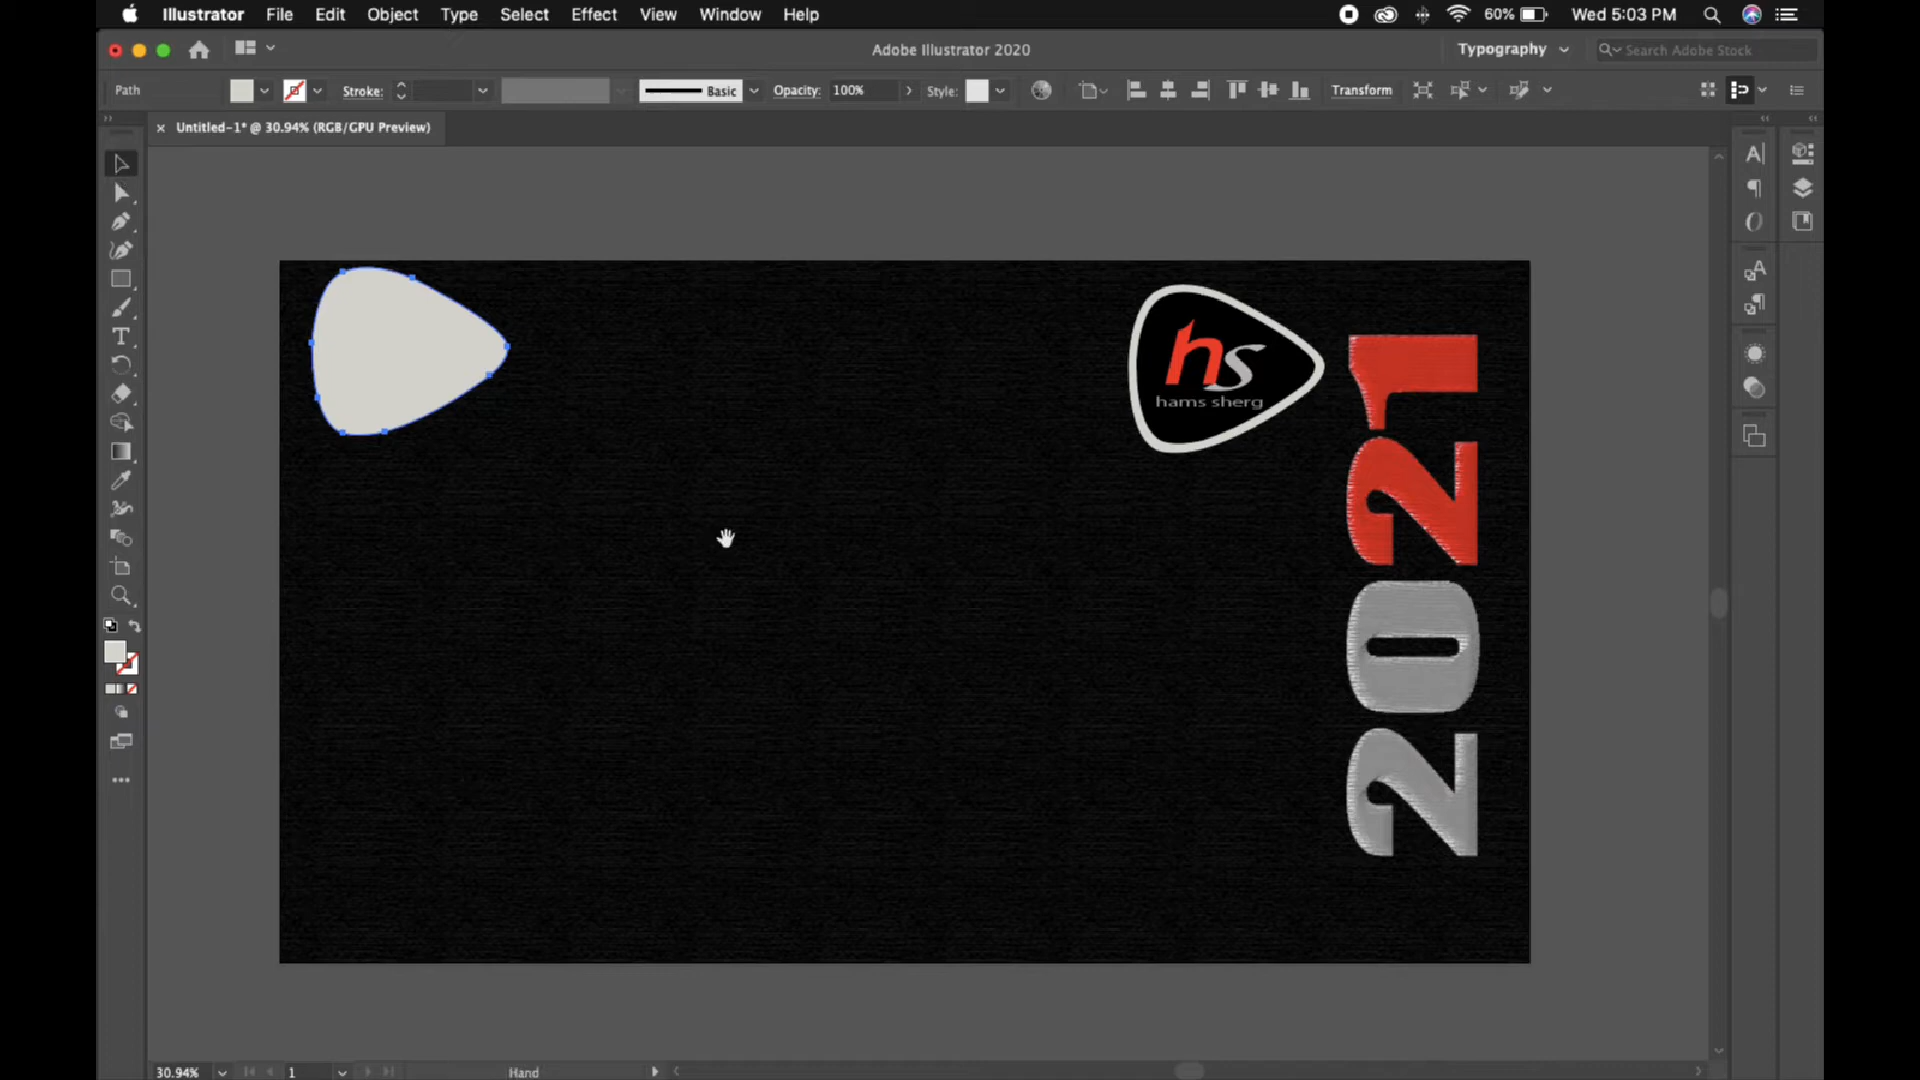 Illustrator File Edit Object Type Select Effect View Window Help 60% Wed 5:03 PM
Adobe Illustrator 2020 Typography Search Adobe Stock
Path Stroke: Basic Opacity: 100% Style: Transform
× Untitled-1* @ 30.94% (RGB/GPU Preview)
hs
hams sherg
2021
30.94% 1 Hand